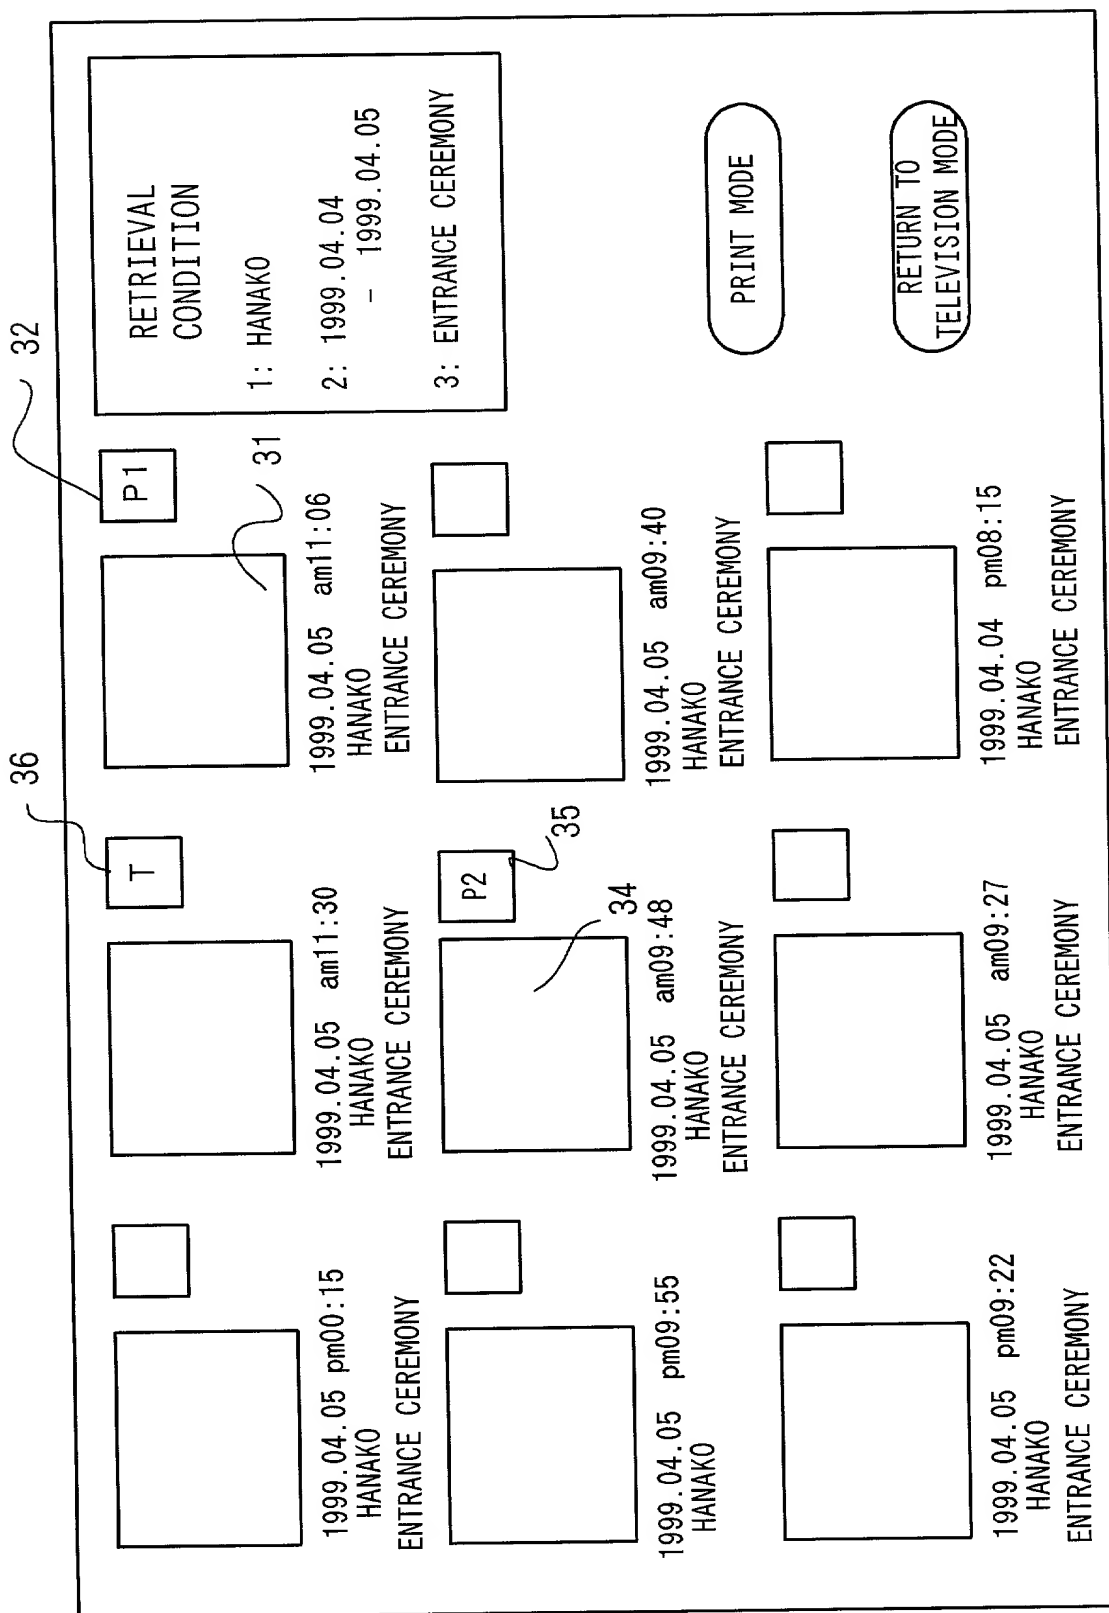 36
32
T
P1
1999.04.05 pm00:15
HANAKO
ENTRANCE CEREMONY
1999.04.05 am11:30
HANAKO
ENTRANCE CEREMONY
31
1999.04.05 am11:06
HANAKO
ENTRANCE CEREMONY
RETRIEVAL
CONDITION
1: HANAKO
2: 1999.04.04
– 1999.04.05
3: ENTRANCE CEREMONY
1999.04.05 pm09:55
HANAKO
P2
35
34
1999.04.05 am09:48
HANAKO
ENTRANCE CEREMONY
1999.04.05 am09:40
HANAKO
ENTRANCE CEREMONY
PRINT MODE
1999.04.05 pm09:22
HANAKO
ENTRANCE CEREMONY
1999.04.05 am09:27
HANAKO
ENTRANCE CEREMONY
1999.04.04 pm08:15
HANAKO
ENTRANCE CEREMONY
RETURN TO
TELEVISION MODE